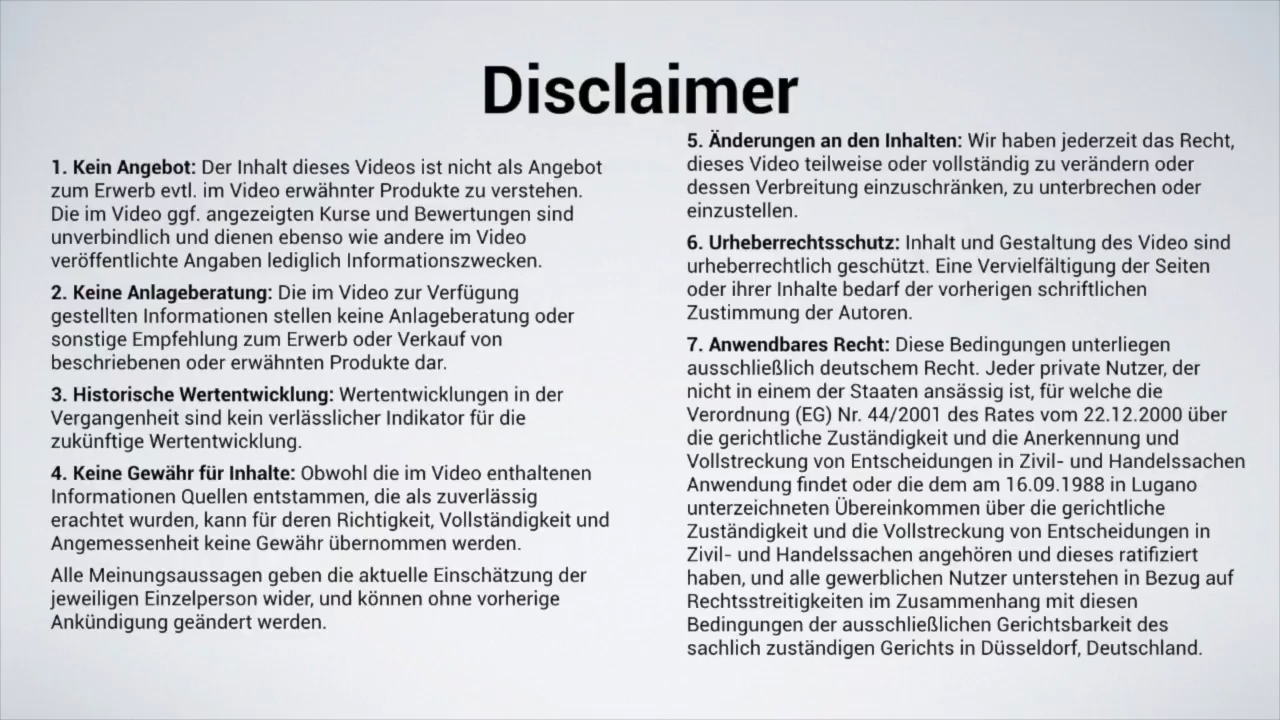 Disclaimer
1. Kein Angebot: Der Inhalt dieses Videos ist nicht als Angebot
zum Erwerb evtl. im Video erwähnter Produkte zu verstehen.
Die im Video ggf. angezeigten Kurse und Bewertungen sind
unverbindlich und dienen ebenso wie andere im Video
veröffentlichte Angaben lediglich Informationszwecken.
2. Keine Anlageberatung: Die im Video zur Verfügung
gestellten Informationen stellen keine Anlageberatung oder
sonstige Empfehlung zum Erwerb oder Verkauf von
beschriebenen oder erwähnten Produkte dar.
3. Historische Wertentwicklung: Wertentwicklungen in der
Vergangenheit sind kein verlässlicher Indikator für die
zukünftige Wertentwicklung.
4. Keine Gewähr für Inhalte: Obwohl die im Video enthaltenen
Informationen Quellen entstammen, die als zuverlässig
erachtet wurden, kann für deren Richtigkeit, Vollständigkeit und
Angemessenheit keine Gewähr übernommen werden.
Alle Meinungsaussagen geben die aktuelle Einschätzung der
jeweiligen Einzelperson wider, und können ohne vorherige
Ankündigung geändert werden.
5. Änderungen an den Inhalten: Wir haben jederzeit das Recht,
dieses Video teilweise oder vollständig zu verändern oder
dessen Verbreitung einzuschränken, zu unterbrechen oder
einzustellen.
6. Urheberrechtsschutz: Inhalt und Gestaltung des Video sind
urheberrechtlich geschützt. Eine Vervielfältigung der Seiten
oder ihrer Inhalte bedarf der vorherigen schriftlichen
Zustimmung der Autoren.
7. Anwendbares Recht: Diese Bedingungen unterliegen
ausschließlich deutschem Recht. Jeder private Nutzer, der
nicht in einem der Staaten ansässig ist, für welche die
Verordnung (EG) Nr. 44/2001 des Rates vom 22.12.2000 über
die gerichtliche Zuständigkeit und die Anerkennung und
Vollstreckung von Entscheidungen in Zivil- und Handelssachen
Anwendung findet oder die dem am 16.09.1988 in Lugano
unterzeichneten Übereinkommen über die gerichtliche
Zuständigkeit und die Vollstreckung von Entscheidungen in
Zivil- und Handelssachen angehören und dieses ratifiziert
haben, und alle gewerblichen Nutzer unterstehen in Bezug auf
Rechtsstreitigkeiten im Zusammenhang mit diesen
Bedingungen der ausschließlichen Gerichtsbarkeit des
sachlich zuständigen Gerichts in Düsseldorf, Deutschland.